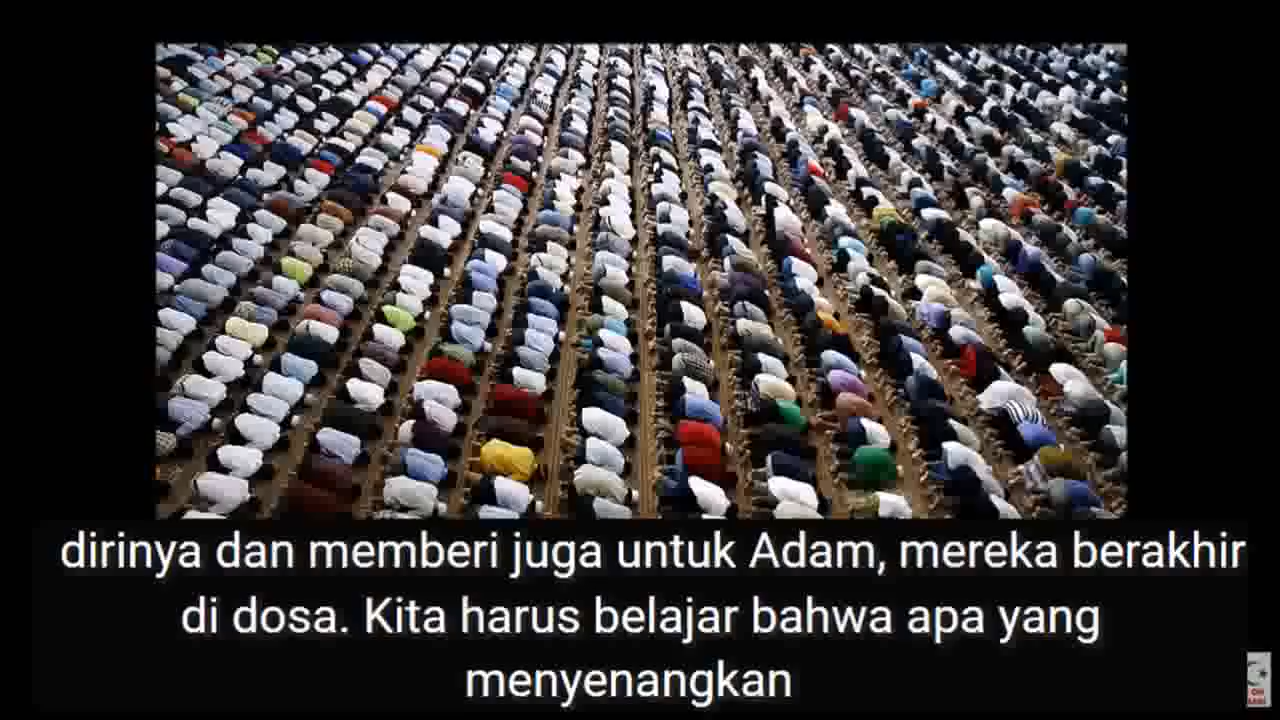 dirinya dan memberi juga untuk Adam, mereka berakhir
di dosa. Kita harus belajar bahwa apa yang
menyenangkan